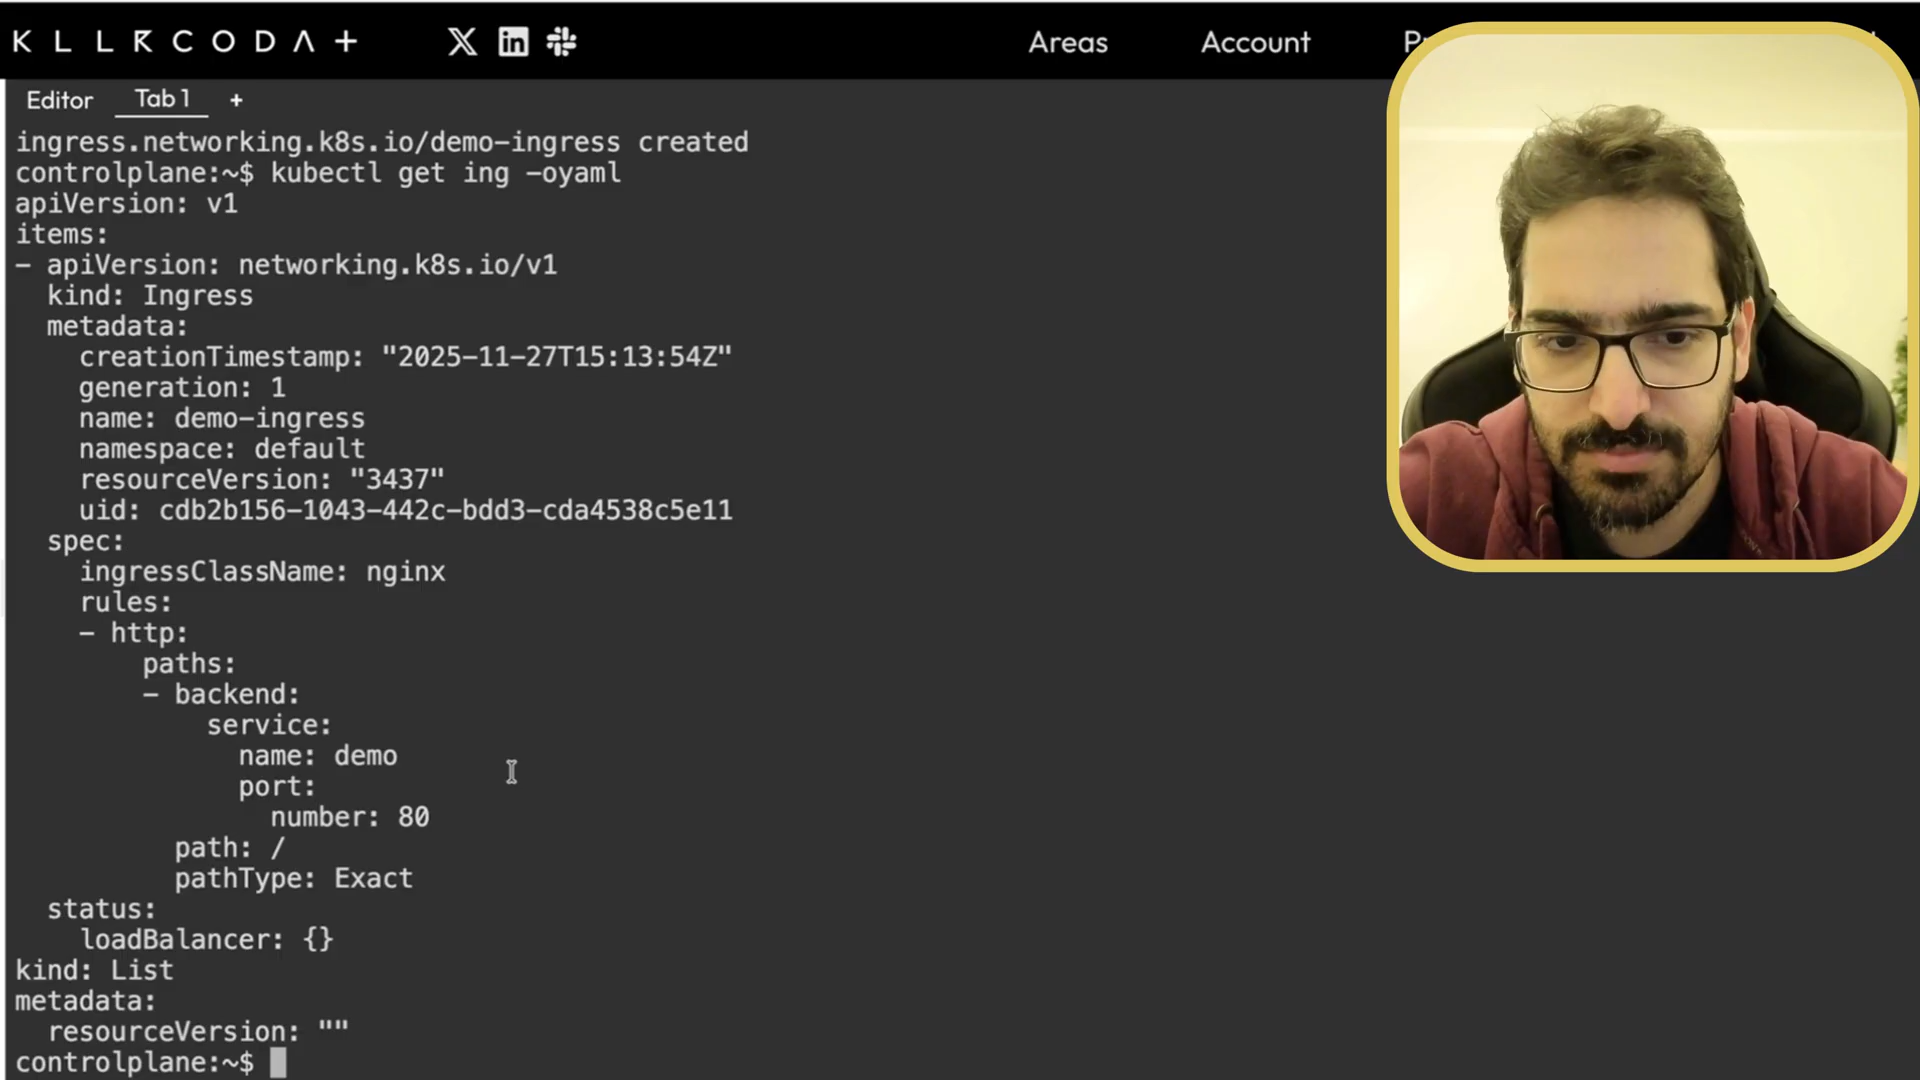 KILLERCODA+
Areas
Account
Editor
Tab 1
+
ingress.networking.k8s.io/demo-ingress created
controlplane:~$ kubectl get ing -oyaml
apiVersion: v1
items:
- apiVersion: networking.k8s.io/v1
  kind: Ingress
  metadata:
    creationTimestamp: "2025-11-27T15:13:54Z"
    generation: 1
    name: demo-ingress
    namespace: default
    resourceVersion: "3437"
    uid: cdb2b156-1043-442c-bdd3-cda4538c5e11
  spec:
    ingressClassName: nginx
    rules:
    - http:
        paths:
        - backend:
            service:
              name: demo
              port:
                number: 80
          path: /
          pathType: Exact
  status:
    loadBalancer: {}
kind: List
metadata:
  resourceVersion: ""
controlplane:~$